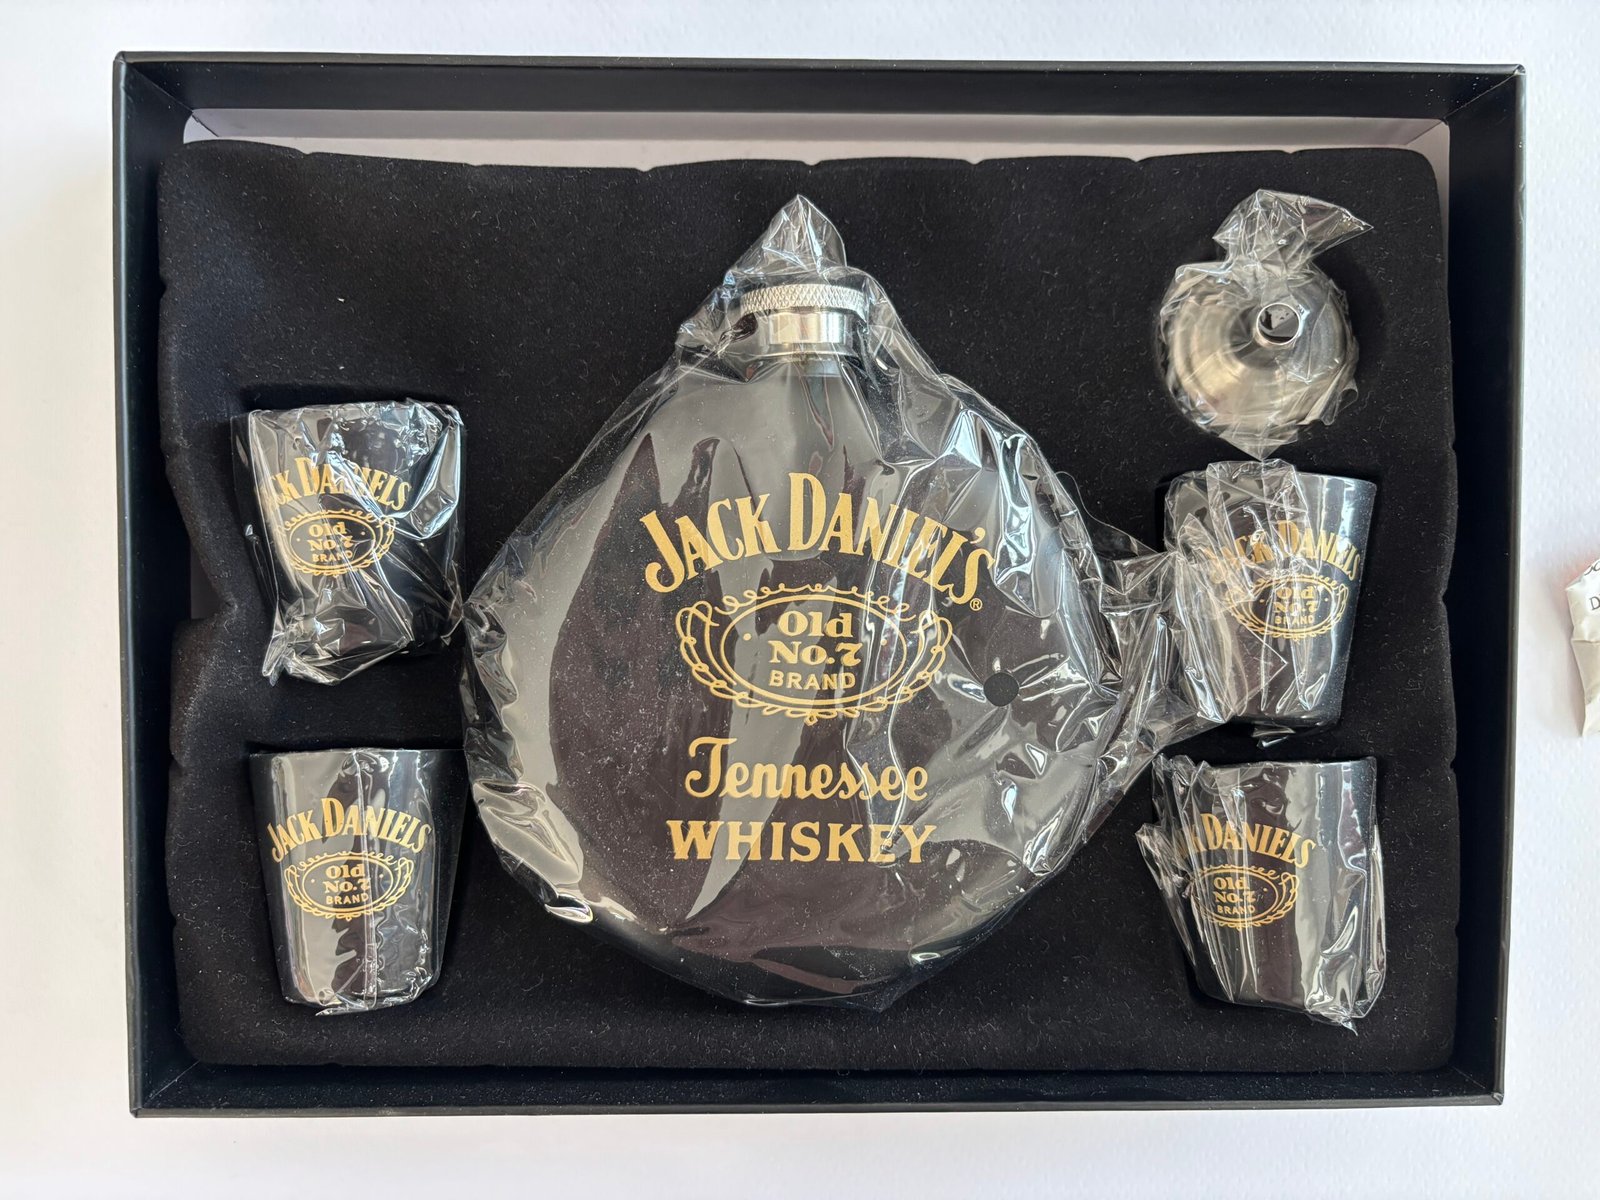 JACK DANIEL'S®
Old
No.7
BRAND
Tennessee
WHISKEY
JACK DANIELS
Old
No.7
BRAND
JACK DANIELS
Old
No.7
BRAND
JACK DANIELS
Old
No.7
BRAND
JACK DANIELS
Old
No.7
BRAND